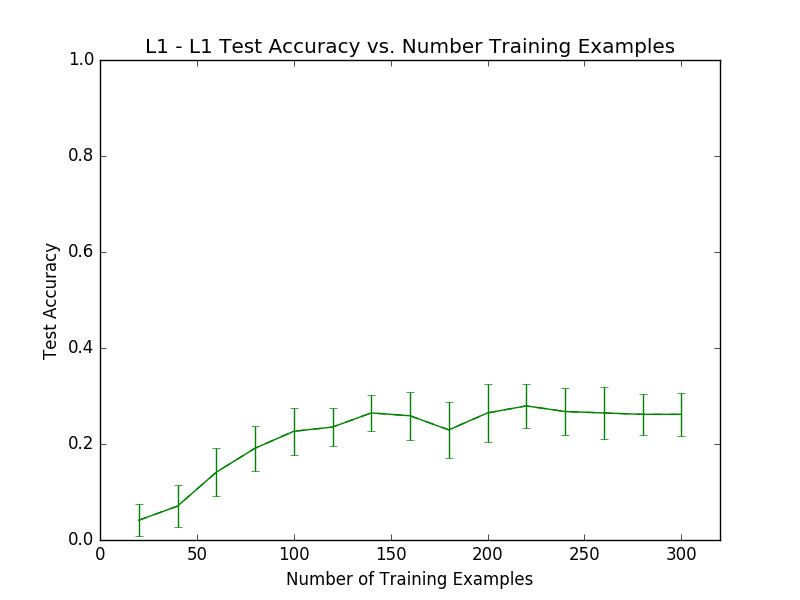 L1 - L1 Test Accuracy vs. Number Training Examples
1.0
0.8
0.6
0.4
0.2
0.0
Test Accuracy
0 50 100 150 200 250 300
Number of Training Examples